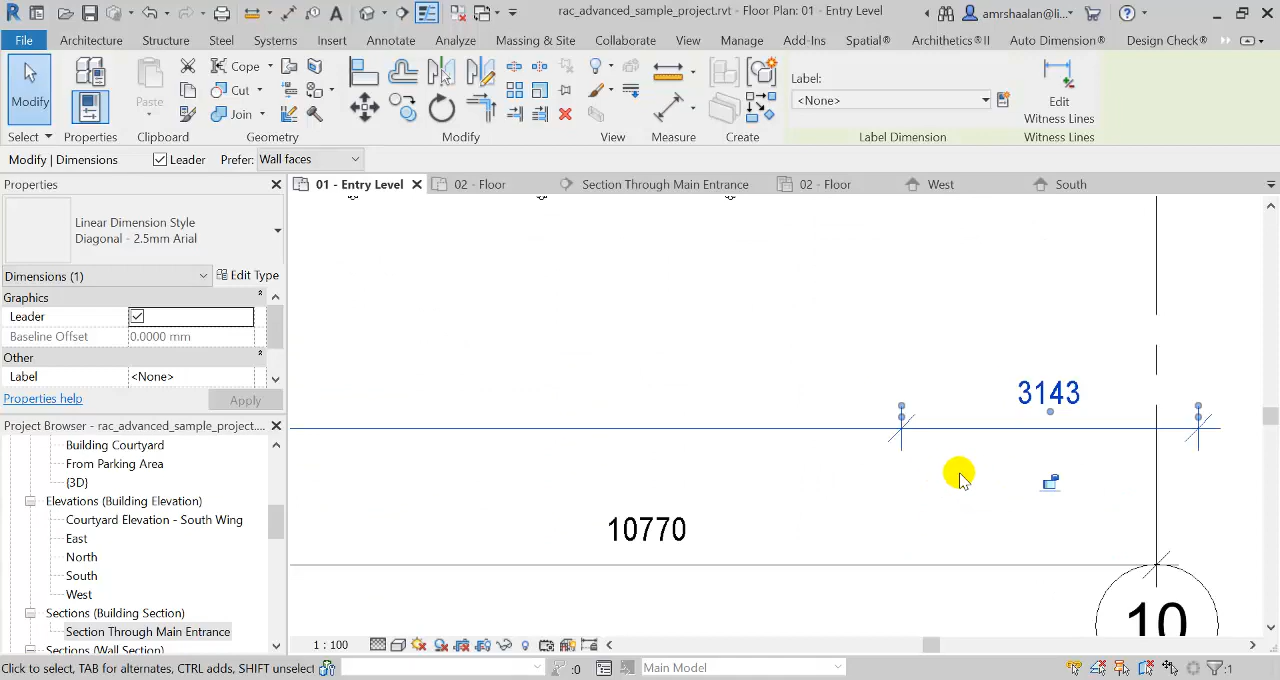 rac_advanced_sample_project.rvt - Floor Plan: 01 - Entry Level
amrshaalan@li...
File Architecture Structure Steel Systems Insert Annotate Analyze Massing & Site Collaborate View Manage Add-Ins Spatial® Archithetics®II Auto Dimension® Design Check®
Modify
Paste
Cope
Cut
Join
Label:
<None>
Edit
Witness Lines
Select Properties Clipboard Geometry Modify View Measure Create Label Dimension Witness Lines
Modify | Dimensions Leader Prefer: Wall faces
Properties
01 - Entry Level 02 - Floor Section Through Main Entrance 02 - Floor West South
Linear Dimension Style
Diagonal - 2.5mm Arial
Dimensions (1) Edit Type
Graphics
Leader
Baseline Offset 0.0000 mm
Other
Label <None>
Properties help Apply
3143
Project Browser - rac_advanced_sample_project....
Building Courtyard
From Parking Area
(3D)
Elevations (Building Elevation)
Courtyard Elevation - South Wing
East
North
South
West
Sections (Building Section)
Section Through Main Entrance
Sections (Wall Section)
10770
10
1 : 100
Click to select, TAB for alternates, CTRL adds, SHIFT unselect
:0
Main Model
:1